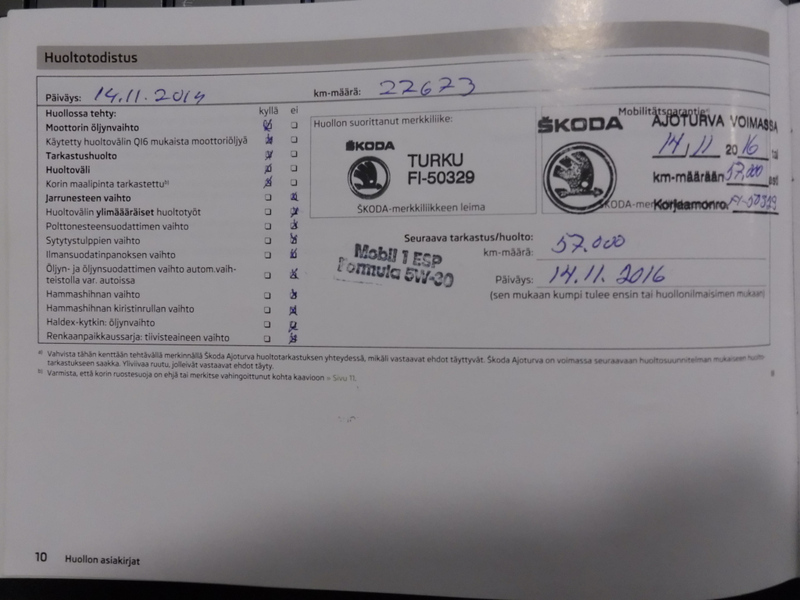 Huoltotodistus
Päiväys: 14.11.2014
km-määrä: 22673
Huollossa tehty: kyllä ei
Moottorin öljynvaihto
Käytetty huoltovälin QI6 mukaista moottoriöljyä
Tarkastushuolto
Huoltoväli
Korin maalipinta tarkastettu b)
Jarrunesteen vaihto
Huoltovälin ylimääräiset huoltotyöt
Polttonesteensuodattimen vaihto
Sytytystulppien vaihto
Ilmansuodatinpanoksen vaihto
Öljyn- ja öljynsuodattimen vaihto autom.vaih-
teistolla var. autoissa
Hammashihnan vaihto
Hammashihnan kiristinrullan vaihto
Haldex-kytkin: öljynvaihto
Renkaanpaikkaussarja: tiivisteaineen vaihto
Huollon suorittanut merkkiliike:
ŠKODA
TURKU
FI-50329
ŠKODA-merkkiliikkeen leima
Mobilitätsgarantie
ŠKODA
AJOTURVA VOIMASSA
14.11 2016 tai
km-määrään 57.000 asti
Korjaamonro. FI-50329
Mobil 1 ESP
Formula 5W-30
Seuraava tarkastus/huolto:
km-määrä: 57.000
Päiväys: 14.11.2016
(sen mukaan kumpi tulee ensin tai huollonilmaisimen mukaan)
a) Vahvista tähän kenttään tehtävällä merkinnällä Škoda Ajoturva huoltotarkastuksen yhteydessä, mikäli vastaavat ehdot täyttyvät. Škoda Ajoturva on voimassa seuraavaan huoltosuunnitelman mukaiseen huolto-
tarkastukseen saakka. Yliviivaa ruutu, jolleivät vastaavat ehdot täyty.
b) Varmista, että korin ruostesuoja on ehjä tai merkitse vahingoittunut kohta kaavioon » Sivu 11.
10 Huollon asiakirjat